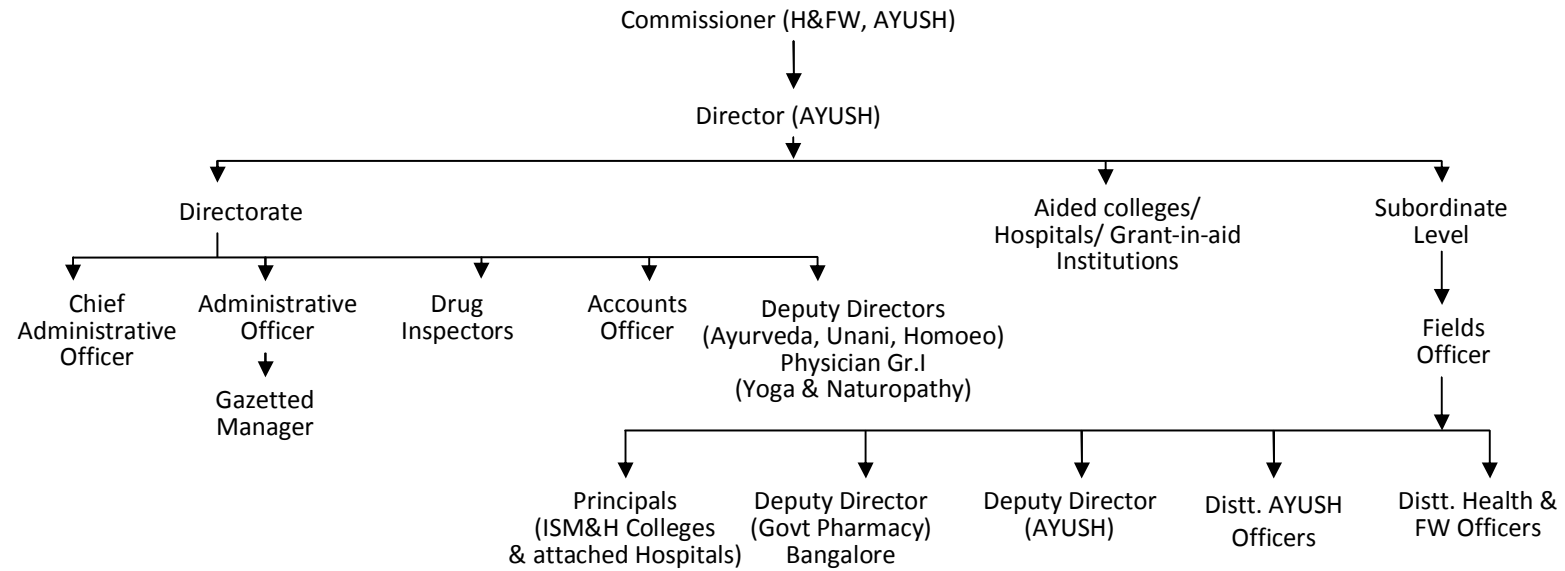 Commissioner (H&FW, AYUSH)
Director (AYUSH)
Directorate
Aided colleges/
Hospitals/ Grant-in-aid
Institutions
Subordinate
Level
Chief
Administrative
Officer
Administrative
Officer
Drug
Inspectors
Accounts
Officer
Deputy Directors
(Ayurveda, Unani, Homoeo)
Physician Gr.I
(Yoga & Naturopathy)
Fields
Officer
Gazetted
Manager
Principals
(ISM&H Colleges
& attached Hospitals)
Deputy Director
(Govt Pharmacy)
Bangalore
Deputy Director
(AYUSH)
Distt. AYUSH
Officers
Distt. Health &
FW Officers